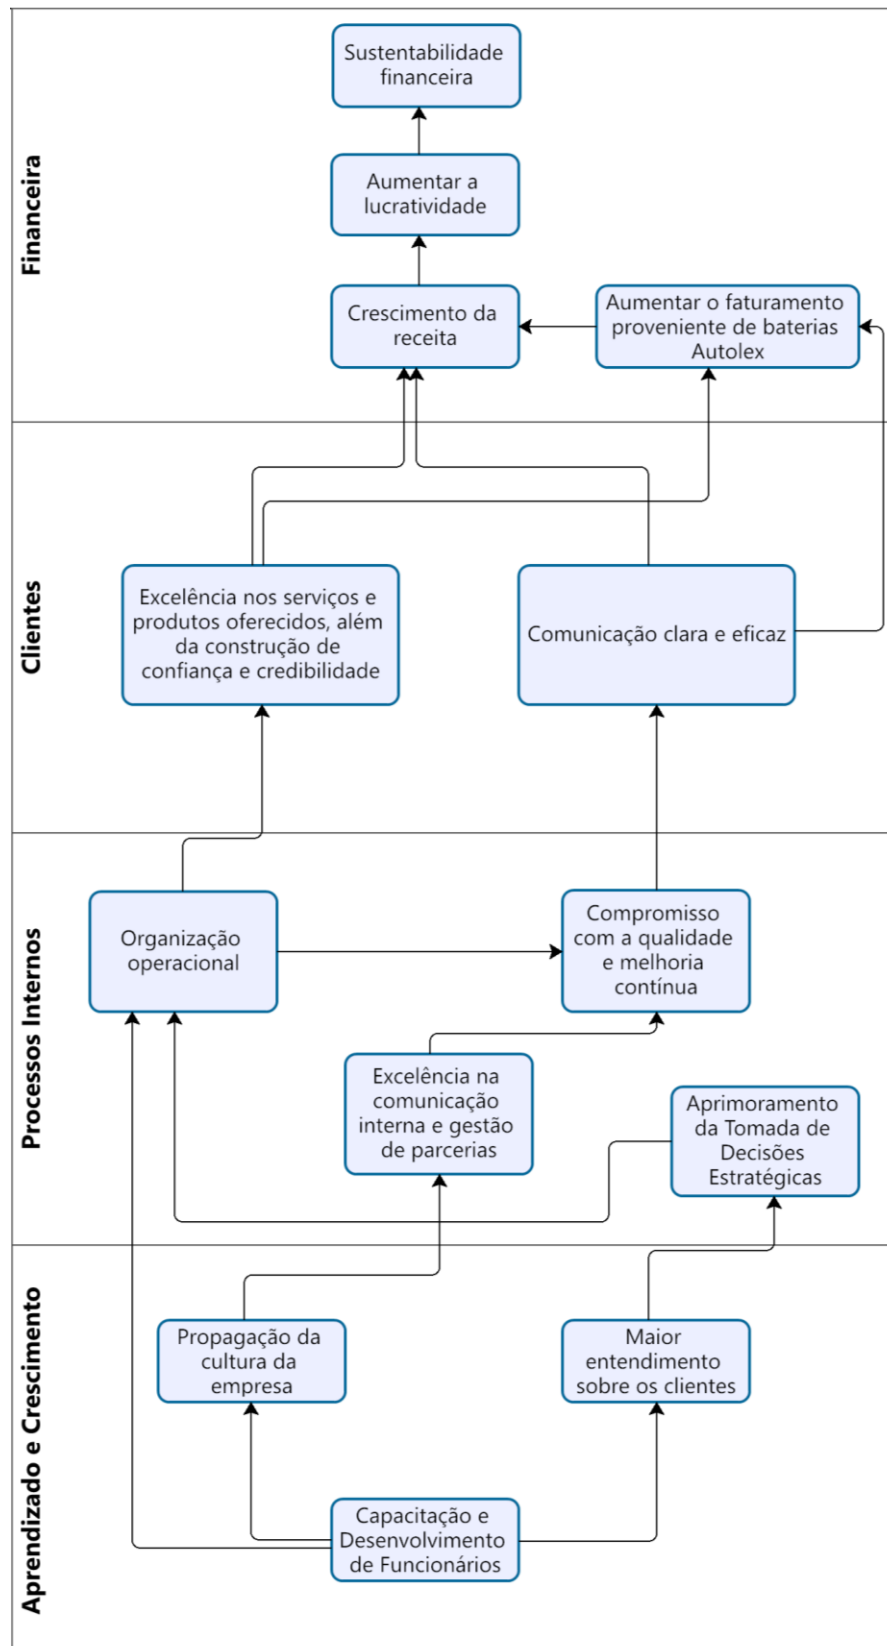 Financeira
Sustentabilidade
financeira
Aumentar a
lucratividade
Crescimento da
receita
Aumentar o faturamento
proveniente de baterias
Autolex
Clientes
Excelência nos serviços e
produtos oferecidos, além
da construção de
confiança e credibilidade
Comunicação clara e eficaz
Processos Internos
Organização
operacional
Compromisso
com a qualidade
e melhoria
contínua
Excelência na
comunicação
interna e gestão
de parcerias
Aprimoramento
da Tomada de
Decisões
Estratégicas
Aprendizado e Crescimento
Propagação da
cultura da
empresa
Maior
entendimento
sobre os clientes
Capacitação e
Desenvolvimento
de Funcionários